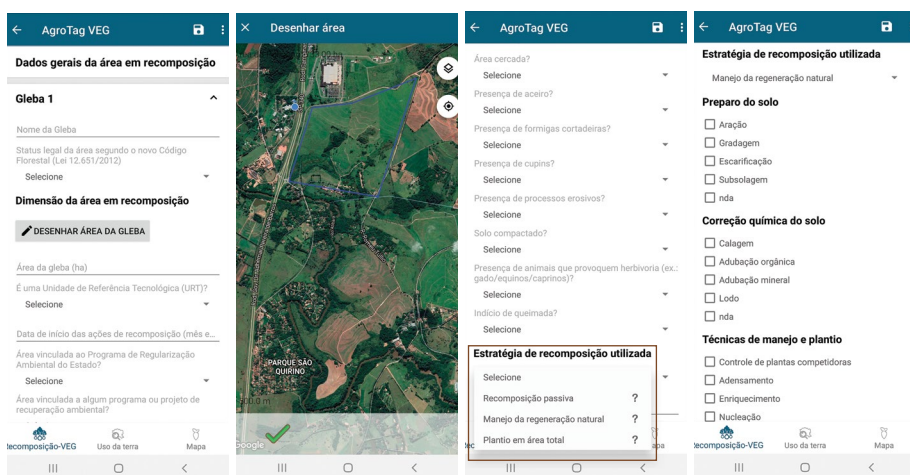 AgroTag VEG
Dados gerais da área em recomposição
Gleba 1
Nome da Gleba
Status legal da área segundo o novo Código
Florestal (Lei 12.651/2012)
Selecione
Dimensão da área em recomposição
DESENHAR ÁREA DA GLEBA
Área da gleba (ha)
É uma Unidade de Referência Tecnológica (URT)?
Selecione
Data de início das ações de recomposição (mês e...
Área vinculada ao Programa de Regularização
Ambiental do Estado?
Selecione
Área vinculada a algum programa ou projeto de
recuperação ambiental?
Recomposição-VEG
Uso da terra
Mapa
Desenhar área
PARQUE SÃO
QUIRINO
Google
AgroTag VEG
Área cercada?
Selecione
Presença de aceiro?
Selecione
Presença de formigas cortadeiras?
Selecione
Presença de cupins?
Selecione
Presença de processos erosivos?
Selecione
Solo compactado?
Selecione
Presença de animais que provoquem herbivoria (ex.:
gado/equinos/caprinos)?
Selecione
Indício de queimada?
Selecione
Estratégia de recomposição utilizada
Selecione
Recomposição passiva ?
Manejo da regeneração natural ?
Plantio em área total ?
AgroTag VEG
Estratégia de recomposição utilizada
Manejo da regeneração natural
Preparo do solo
Aração
Gradagem
Escarificação
Subsolagem
nda
Correção química do solo
Calagem
Adubação orgânica
Adubação mineral
Lodo
nda
Técnicas de manejo e plantio
Controle de plantas competidoras
Adensamento
Enriquecimento
Nucleação
Recomposição-VEG
Uso da terra
Mapa